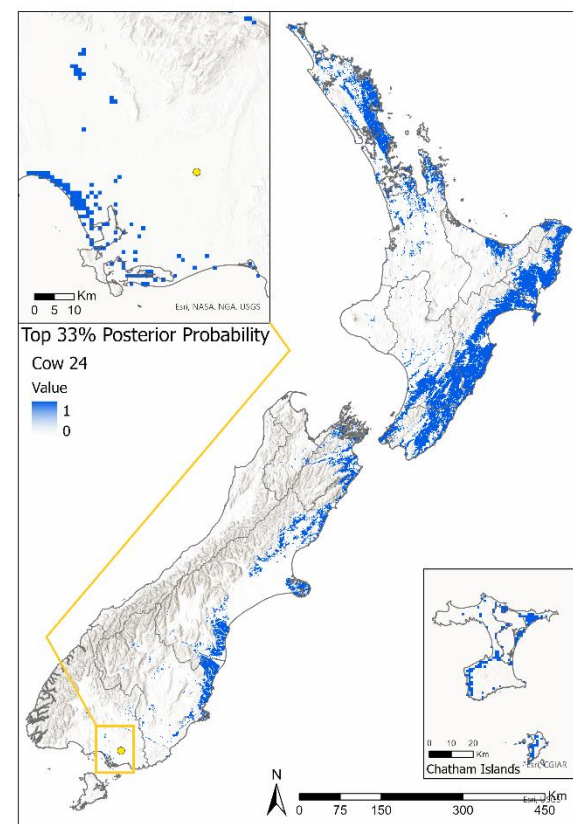 Km
0 5 10
Esri, NASA, NGA, USGS
Top 33% Posterior Probability
Cow 24
Value
1
0
0 10 20
Km
Esri, CGIAR
Chatham Islands
N
Km
0 75 150 300 450